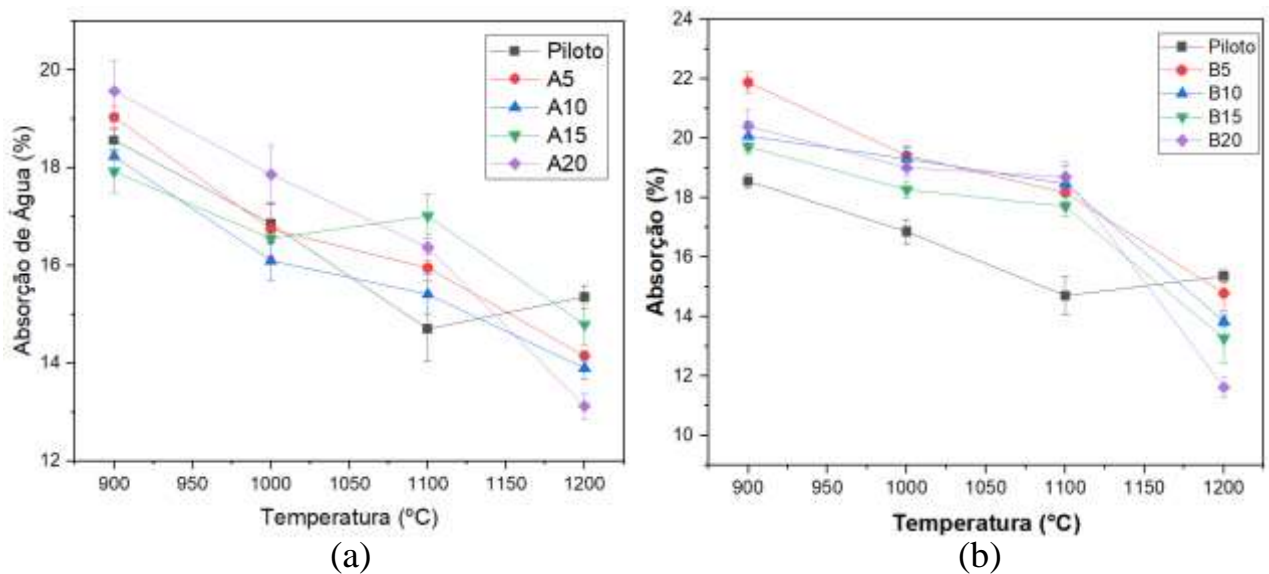 Absorção de Água (%)
20
18
16
14
12
Piloto
A5
A10
A15
A20
900 950 1000 1050 1100 1150 1200
Temperatura (ºC)
(a)
Absorção (%)
24
22
20
18
16
14
12
10
Piloto
B5
B10
B15
B20
900 950 1000 1050 1100 1150 1200
Temperatura (ºC)
(b)